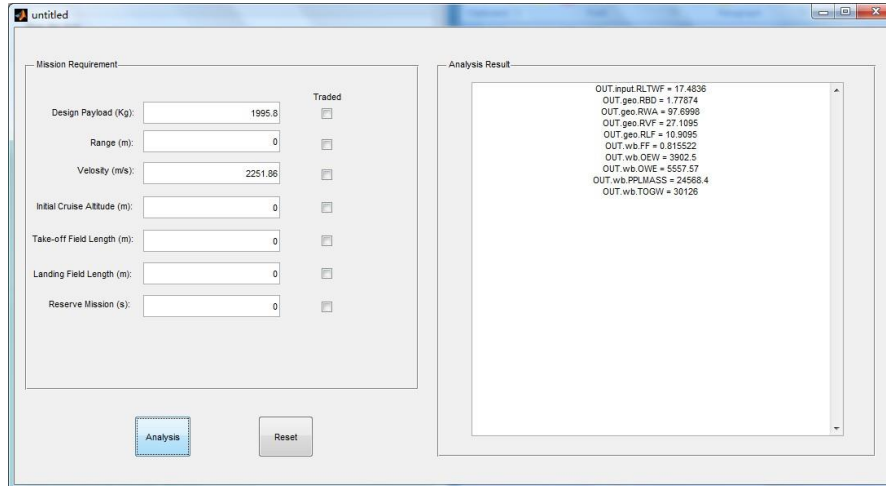 untitled
Mission Requirement
Traded
Design Payload (Kg): 1995.8
Range (m): 0
Velosity (m/s): 2251.86
Initial Cruise Altitude (m): 0
Take-off Field Length (m): 0
Landing Field Length (m): 0
Reserve Mission (s): 0
Analysis
Reset
Analysis Result
OUT.input.RLTWF = 17.4836
OUT.geo.RBD = 1.77874
OUT.geo.RWA = 97.6998
OUT.geo.RVF = 27.1095
OUT.geo.RLF = 10.9095
OUT.wb.FF = 0.815522
OUT.wb.OEW = 3902.5
OUT.wb.OWE = 5557.57
OUT.wb.PPLMASS = 24568.4
OUT.wb.TOGW = 30126